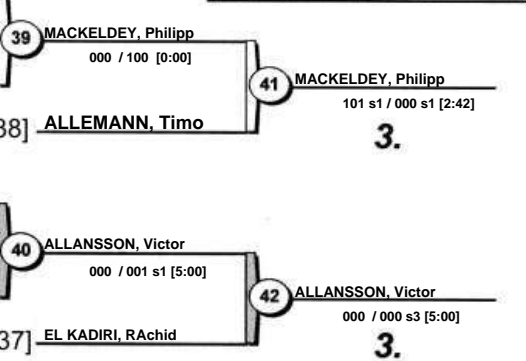 39 MACKELDEY, Philipp
000 / 100 [0:00]
41 MACKELDEY, Philipp
101 s1 / 000 s1 [2:42]
38] ALLEMANN, Timo
3.
40 ALLANSSON, Victor
000 / 001 s1 [5:00]
42 ALLANSSON, Victor
000 / 000 s3 [5:00]
37] EL KADIRI, RAchid
3.